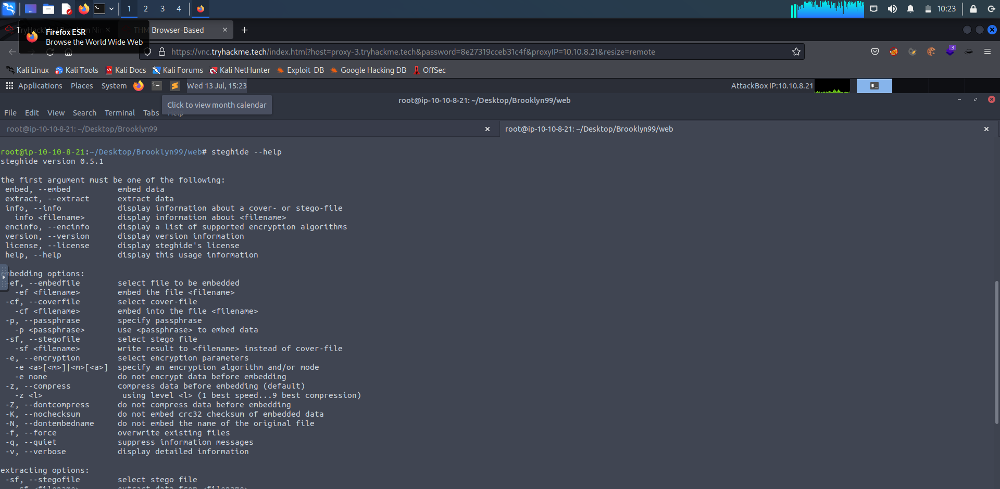 1 2 3 4 10:23
TryHackMe | Brooklyn Nin
THM Browser-Based
Firefox ESR
Browse the World Wide Web
https://vnc.tryhackme.tech/index.html?host=proxy-3.tryhackme.tech&password=8e27319cceb31c4f&proxyIP=10.10.8.21&resize=remote
3
Kali Linux Kali Tools Kali Docs Kali Forums Kali NetHunter Exploit-DB Google Hacking DB OffSec
Applications Places System Wed 13 Jul, 15:23 AttackBox IP:10.10.8.21
root@ip-10-10-8-21: ~/Desktop/Brooklyn99/web
Click to view month calendar
File Edit View Search Terminal Tabs Help
root@ip-10-10-8-21: ~/Desktop/Brooklyn99 root@ip-10-10-8-21: ~/Desktop/Brooklyn99/web
root@ip-10-10-8-21:~/Desktop/Brooklyn99/web# steghide --help
steghide version 0.5.1
the first argument must be one of the following:
embed, --embed embed data
extract, --extract extract data
info, --info display information about a cover- or stego-file
info <filename> display information about <filename>
encinfo, --encinfo display a list of supported encryption algorithms
version, --version display version information
license, --license display steghide's license
help, --help display this usage information
embedding options:
-ef, --embedfile select file to be embedded
-ef <filename> embed the file <filename>
-cf, --coverfile select cover-file
-cf <filename> embed into the file <filename>
-p, --passphrase specify passphrase
-p <passphrase> use <passphrase> to embed data
-sf, --stegofile select stego file
-sf <filename> write result to <filename> instead of cover-file
-e, --encryption select encryption parameters
-e <a>[<m>]|<m>[<a>] specify an encryption algorithm and/or mode
-e none do not encrypt data before embedding
-z, --compress compress data before embedding (default)
-z <l> using level <l> (1 best speed...9 best compression)
-Z, --dontcompress do not compress data before embedding
-K, --nochecksum do not embed crc32 checksum of embedded data
-N, --dontembedname do not embed the name of the original file
-f, --force overwrite existing files
-q, --quiet suppress information messages
-v, --verbose display detailed information
extracting options:
-sf, --stegofile select stego file
-sf <filename> extract data from <filename>